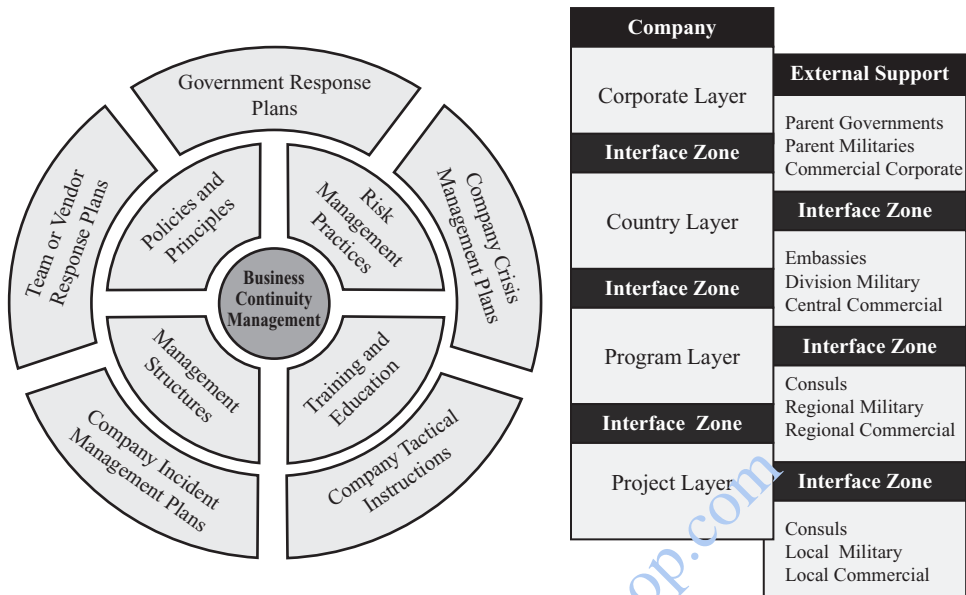 Government Response
Plans
Team or Vendor
Response Plans
Company Crisis
Management Plans
Policies and
Principles
Risk
Management
Practices
Business
Continuity
Management
Management
Structures
Training and
Education
Company Incident
Management Plans
Company Tactical
Instructions
Company
Corporate Layer
Interface Zone
Country Layer
Interface Zone
Program Layer
Interface Zone
Project Layer
External Support
Parent Governments
Parent Militaries
Commercial Corporate
Interface Zone
Embassies
Division Military
Central Commercial
Interface Zone
Consuls
Regional Military
Regional Commercial
Interface Zone
Consuls
Local Military
Local Commercial
op.com